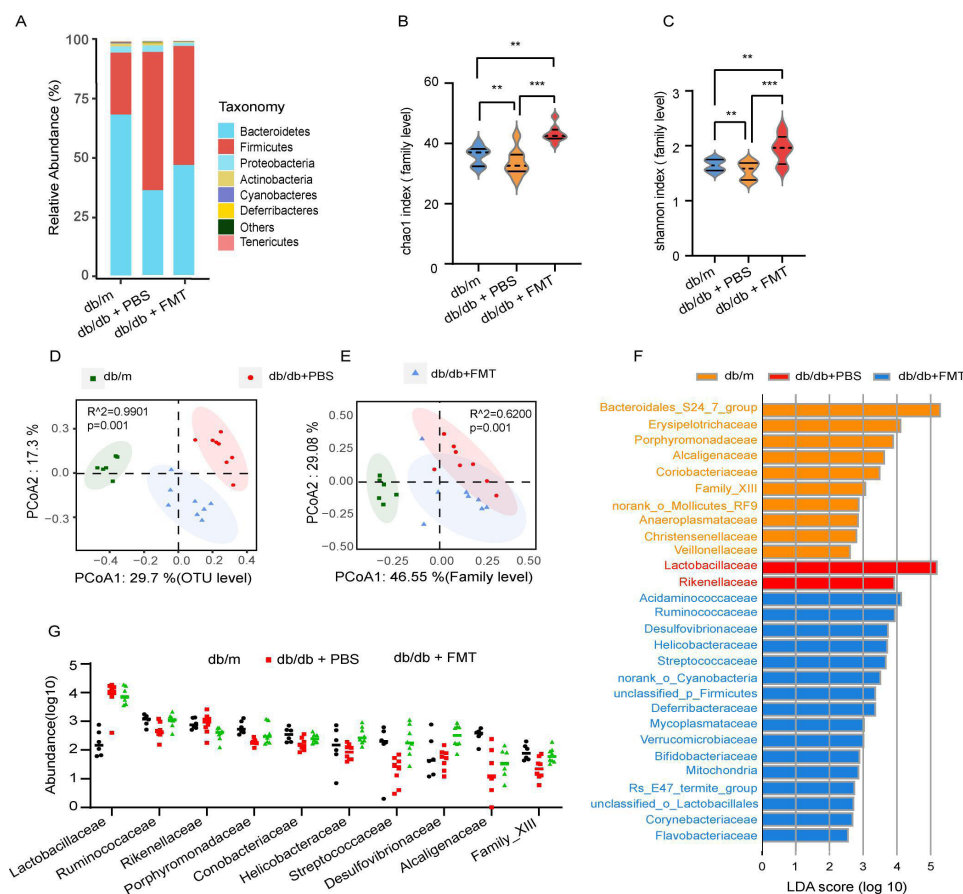 A
Relative Abundance (%)
100
75
50
25
0
db/m
db/db + PBS
db/db + FMT
Taxonomy
Bacteroidetes
Firmicutes
Proteobacteria
Actinobacteria
Cyanobacteres
Deferribacteres
Others
Tenericutes
B
chao1 index ( family level)
60
40
20
0
**
** ***
db/m
db/db + PBS
db/db + FMT
C
shannon index ( family level)
3
2
1
0
**
** ***
db/m
db/db + PBS
db/db + FMT
D
db/m
db/db+PBS
R^2=0.9901
p=0.001
PCoA2 : 17.3 %
0.3
0.0
−0.3
0.0 0.25 0.50
PCoA1: 29.7 %(OTU level)
E
db/db+FMT
R^2=0.6200
p=0.001
PCoA2 : 29.08 %
0.50
0.25
0.00
−0.25
−0.50
−0.25 0.00 0.25 0.50
PCoA1: 46.55 %(Family level)
F
db/m db/db+PBS db/db+FMT
Bacteroidales_S24_7_group
Erysipelotrichaceae
Porphyromonadaceae
Alcaligenaceae
Coriobacteriaceae
Family_XIII
norank_o_Mollicutes_RF9
Anaeroplasmataceae
Christensenellaceae
Veillonellaceae
Lactobacillaceae
Rikenellaceae
Acidaminococcaceae
Ruminococcaceae
Desulfovibrionaceae
Helicobacteraceae
Streptococcaceae
norank_o_Cyanobacteria
unclassified_p_Firmicutes
Deferribacteraceae
Mycoplasmataceae
Verrucomicrobiaceae
Bifidobacteriaceae
Mitochondria
Rs_E47_termite_group
unclassified_o_Lactobacillales
Corynebacteriaceae
Flavobacteriaceae
0 1 2 3 4 5
LDA score (log 10)
G
db/m db/db + PBS db/db + FMT
Abundance(log10)
5
4
3
2
1
0
Lactobacillaceae
Ruminococcaceae
Rikenellaceae
Porphyromonadaceae
Conobacteriaceae
Helicobacteraceae
Streptococcaceae
Desulfovibrionaceae
Alcaligenaceae
Family_XIII